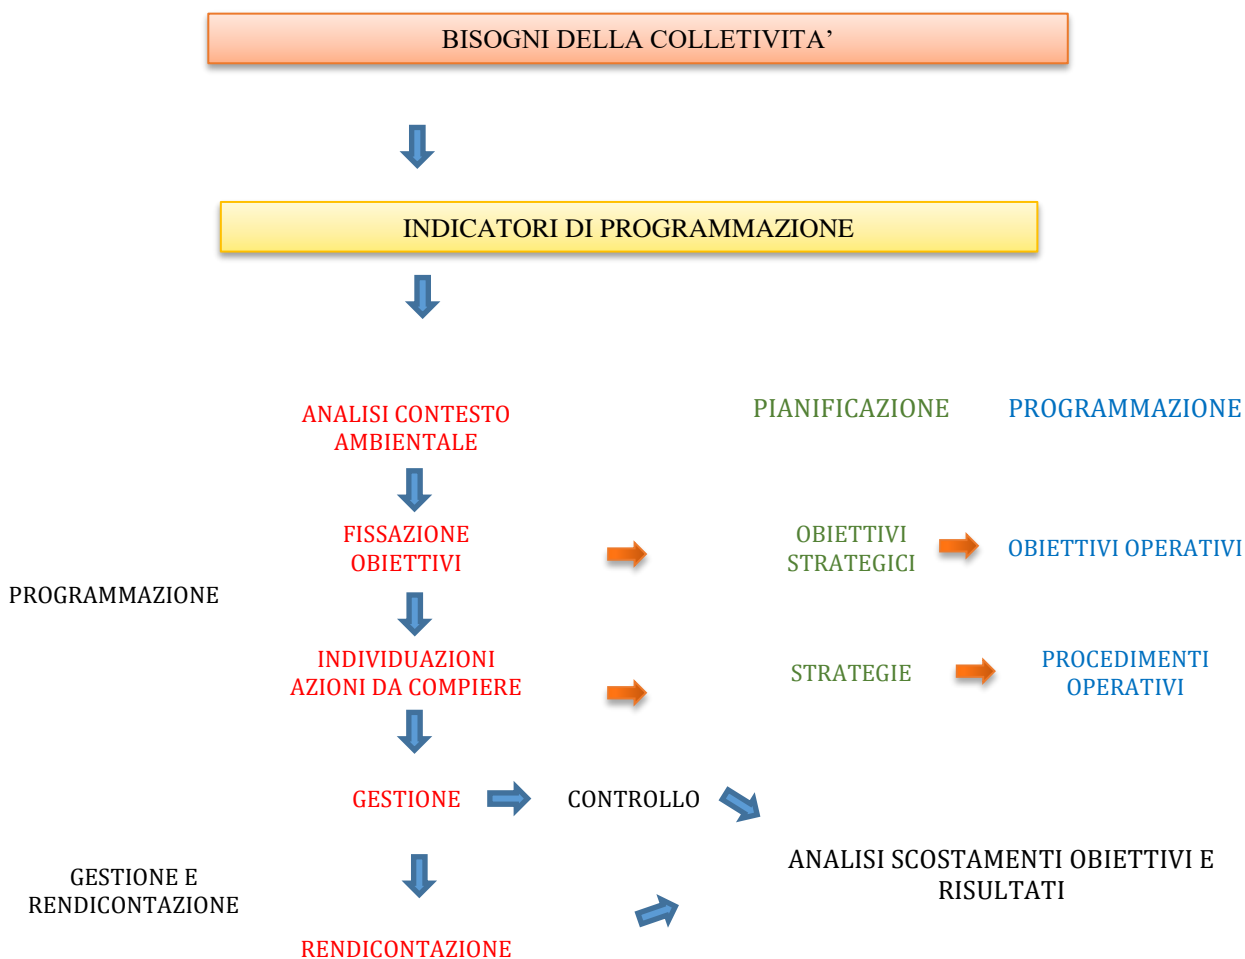 BISOGNI DELLA COLLETIVITA’
INDICATORI DI PROGRAMMAZIONE
ANALISI CONTESTO
AMBIENTALE
PIANIFICAZIONE
PROGRAMMAZIONE
FISSAZIONE
OBIETTIVI
OBIETTIVI
STRATEGICI
OBIETTIVI OPERATIVI
PROGRAMMAZIONE
INDIVIDUAZIONI
AZIONI DA COMPIERE
STRATEGIE
PROCEDIMENTI
OPERATIVI
GESTIONE
CONTROLLO
ANALISI SCOSTAMENTI OBIETTIVI E
RISULTATI
GESTIONE E
RENDICONTAZIONE
RENDICONTAZIONE